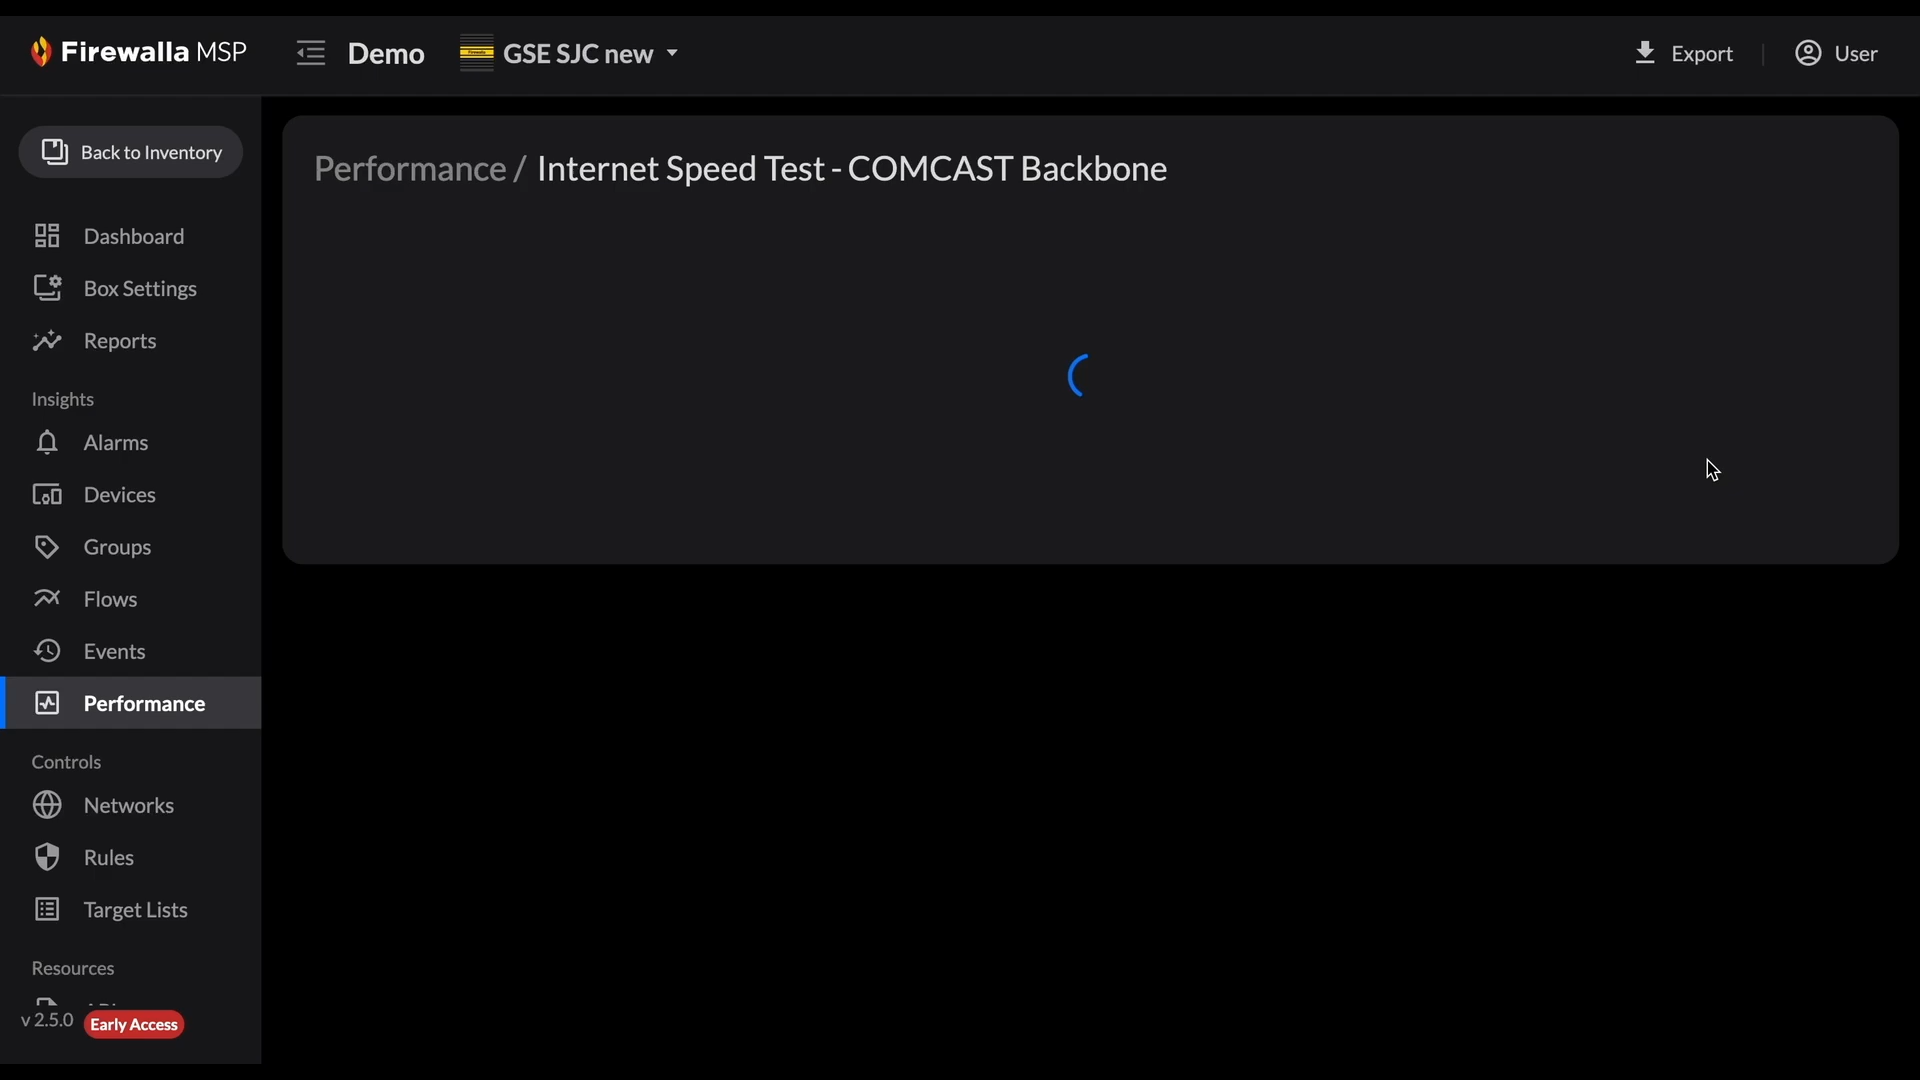 Firewalla MSP
Demo
GSE SJC new
Export
User
Back to Inventory
Performance / Internet Speed Test - COMCAST Backbone
Dashboard
Box Settings
Reports
Insights
Alarms
Devices
Groups
Flows
Events
Performance
Controls
Networks
Rules
Target Lists
Resources
v 2.5.0
Early Access